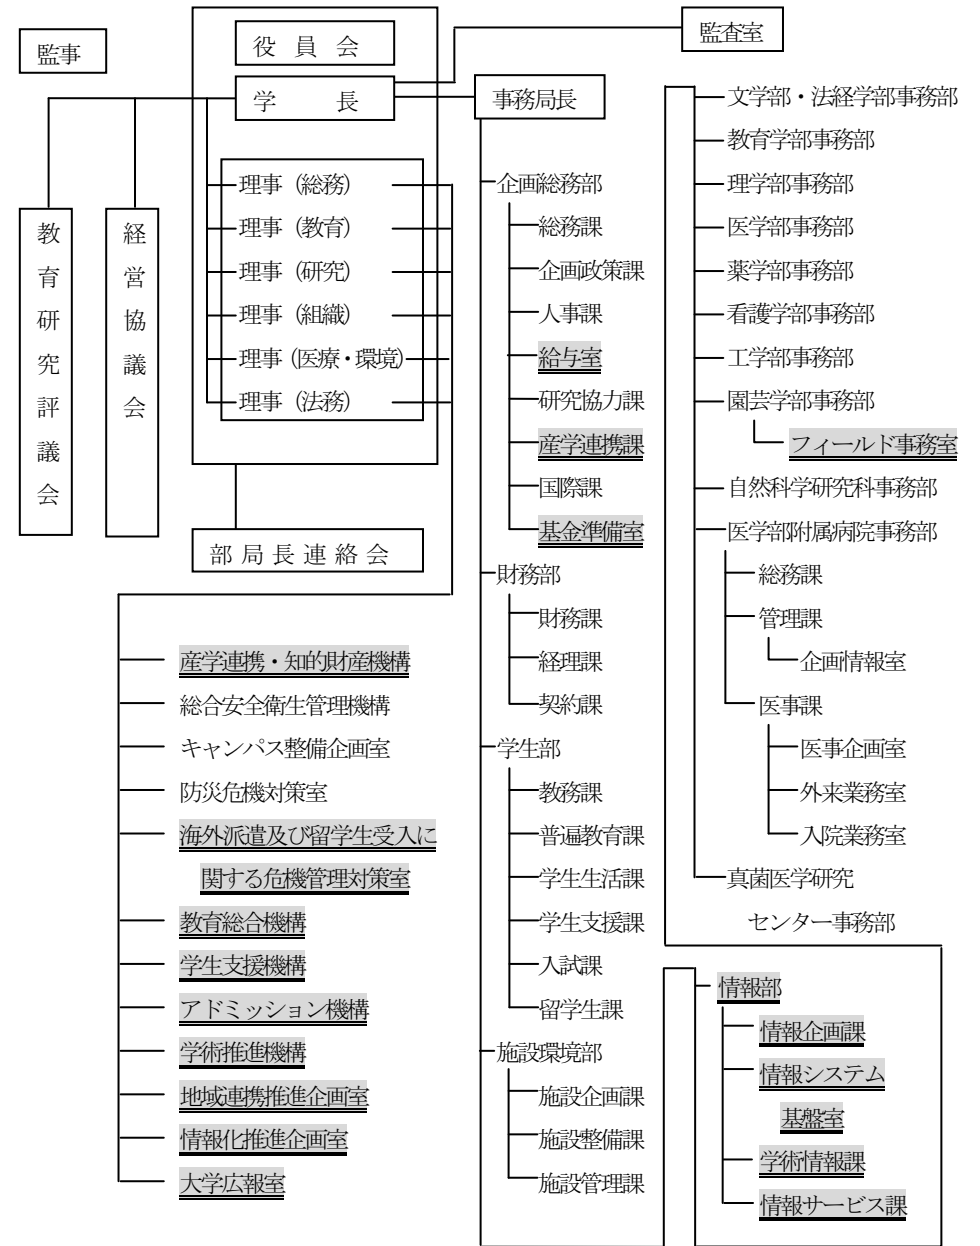 監事
役員会
学長
監査室
事務局長
教育研究評議会
経営協議会
理事（総務）
理事（教育）
理事（研究）
理事（組織）
理事（医療・環境）
理事（法務）
部局長連絡会
産学連携・知的財産機構
総合安全衛生管理機構
キャンパス整備企画室
防災危機対策室
海外派遣及び留学生受入に
関する危機管理対策室
教育総合機構
学生支援機構
アドミッション機構
学術推進機構
地域連携推進企画室
情報化推進企画室
大学広報室
企画総務部
総務課
企画政策課
人事課
給与室
研究協力課
産学連携課
国際課
基金準備室
財務部
財務課
経理課
契約課
学生部
教務課
普遍教育課
学生生活課
学生支援課
入試課
留学生課
施設環境部
施設企画課
施設整備課
施設管理課
文学部・法経学部事務部
教育学部事務部
理学部事務部
医学部事務部
薬学部事務部
看護学部事務部
工学部事務部
園芸学部事務部
フィールド事務室
自然科学研究科事務部
医学部附属病院事務部
総務課
管理課
企画情報室
医事課
医事企画室
外来業務室
入院業務室
真菌医学研究
センター事務部
情報部
情報企画課
情報システム
基盤室
学術情報課
情報サービス課